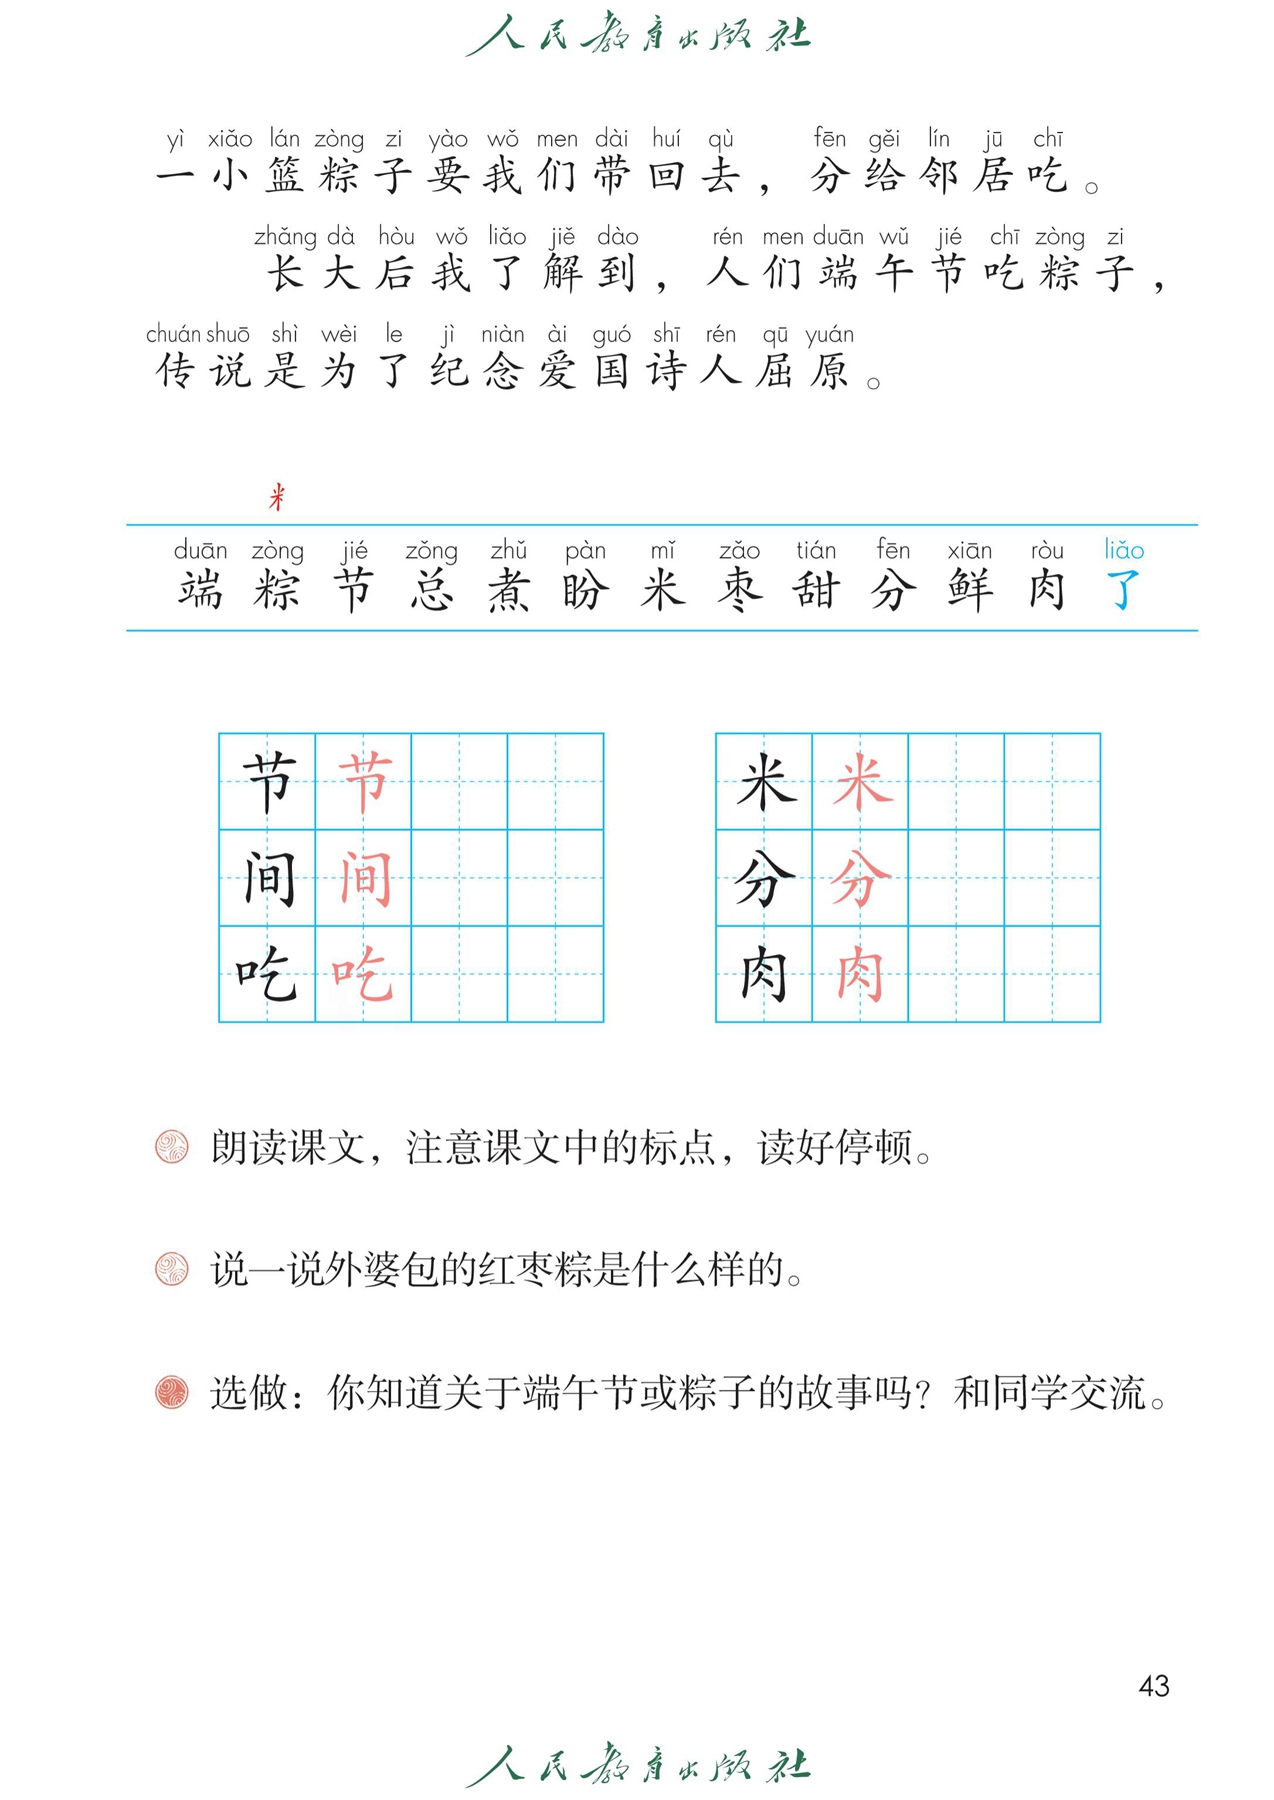 人民教育出版社
yì xiǎo lán zòng zi yào wǒ men dài huí qù fēn gěi lín jū chī
一小篮粽子要我们带回去，分给邻居吃。
zhǎng dà hòu wǒ liǎo jiě dào rén men duān wǔ jié chī zòng zi
长大后我了解到，人们端午节吃粽子，
chuán shuō shì wèi le jì niàn ài guó shī rén qū yuán
传说是为了纪念爱国诗人屈原。
米
duān zòng jié zǒng zhǔ pàn mǐ zǎo tián fēn xiān ròu liǎo
端粽节总煮盼米枣甜分鲜肉了
节 节 米 米
间 间 分 分
吃 吃 肉 肉
朗读课文，注意课文中的标点，读好停顿。
说一说外婆包的红枣粽是什么样的。
选做：你知道关于端午节或粽子的故事吗？和同学交流。
43
人民教育出版社